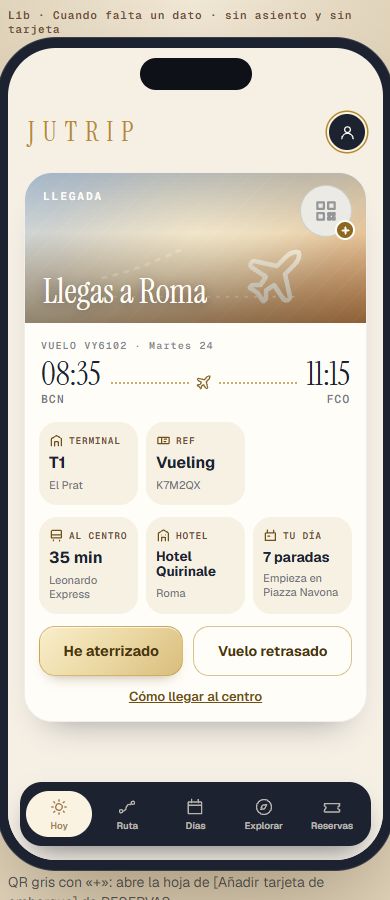 L1b · Cuando falta un dato · sin asiento y sin
tarjeta
JUTRIP
LLEGADA
Llegas a Roma
VUELO VY6102 · Martes 24
08:35 11:15
BCN FCO
TERMINAL
T1
El Prat
REF
Vueling
K7M2QX
AL CENTRO
35 min
Leonardo
Express
HOTEL
Hotel
Quirinale
Roma
TU DÍA
7 paradas
Empieza en
Piazza Navona
He aterrizado
Vuelo retrasado
Cómo llegar al centro
Hoy Ruta Días Explorar Reservas
QR gris con «+»: abre la hoja de [Añadir tarjeta de